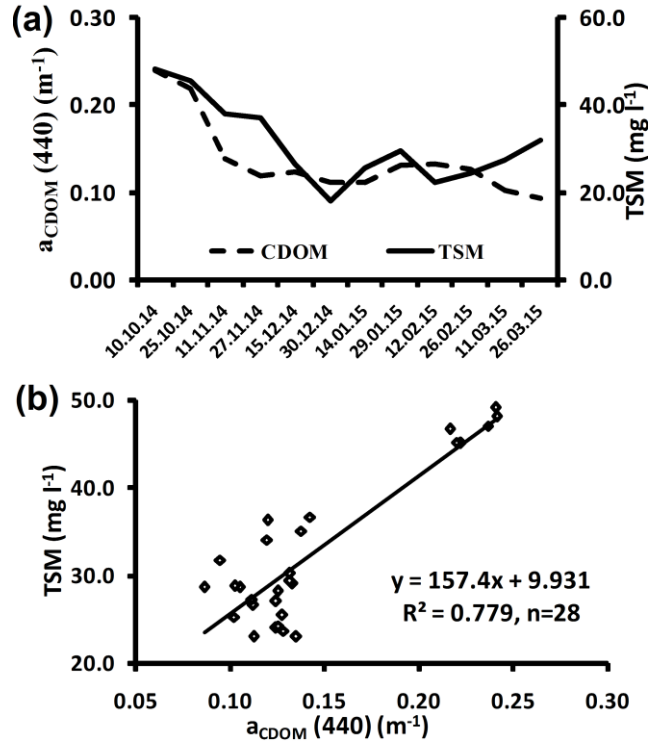 (a)
0.30
0.20
0.10
0.00
aCDOM (440) (m⁻¹)
60.0
40.0
20.0
0.0
TSM (mg l⁻¹)
CDOM
TSM
10.10.14
25.10.14
11.11.14
27.11.14
15.12.14
30.12.14
14.01.15
29.01.15
12.02.15
26.02.15
11.03.15
26.03.15
(b)
50.0
40.0
30.0
20.0
TSM (mg l⁻¹)
y = 157.4x + 9.931
R² = 0.779, n=28
0.05 0.10 0.15 0.20 0.25 0.30
aCDOM (440) (m⁻¹)